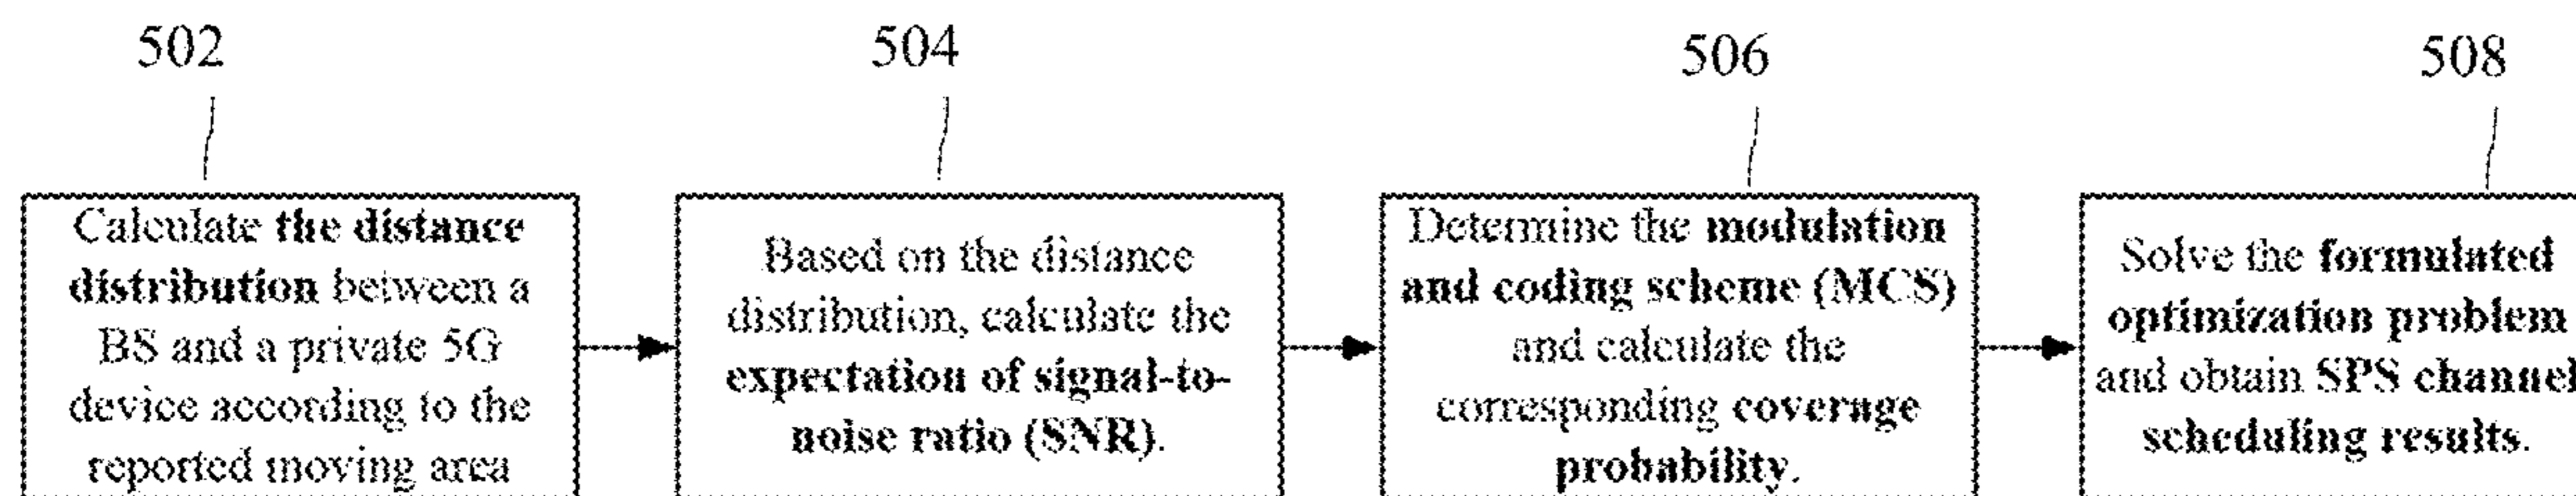 502
504
506
508
Calculate the distance
distribution between a
BS and a private 5G
device according to the
reported moving area
Based on the distance
distribution, calculate the
expectation of signal-to-
noise ratio (SNR).
Determine the modulation
and coding scheme (MCS)
and calculate the
corresponding coverage
probability.
Solve the formulated
optimization problem
and obtain SPS channel
scheduling results.